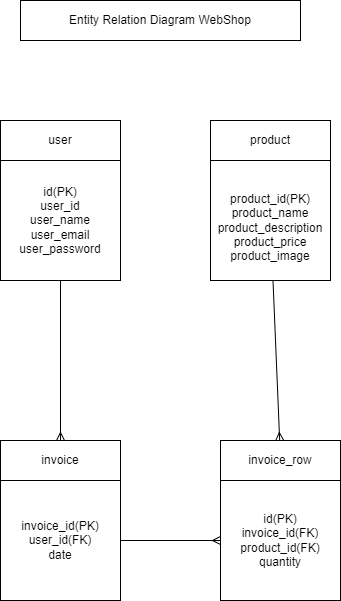 Entity Relation Diagram WebShop
user
id(PK)
user_id
user_name
user_email
user_password
product
product_id(PK)
product_name
product_description
product_price
product_image
invoice
invoice_id(PK)
user_id(FK)
date
invoice_row
id(PK)
invoice_id(FK)
product_id(FK)
quantity